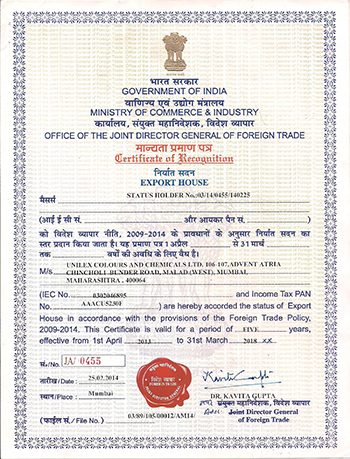 भारत सरकार
GOVERNMENT OF INDIA
वाणिज्य एवं उद्योग मंत्रालय
MINISTRY OF COMMERCE & INDUSTRY
कार्यालय, संयुक्त महानिदेशक, विदेश व्यापार
OFFICE OF THE JOINT DIRECTOR GENERAL OF FOREIGN TRADE
मान्यता प्रमाण पत्र
Certificate of Recognition
निर्यात सदन
EXPORT HOUSE
STATUS HOLDER No.:03/14/0455/140225
मैसर्स
(आई ई सी सं. ) और आयकर पैन सं. )
को विदेश व्यापार नीति, 2009-2014 के प्रावधानों के अनुसार निर्यात सदन का
स्तर प्रदान किया जाता है। यह प्रमाण पत्र 1 अप्रैल से 31 मार्च
तक वर्षों की अवधि के लिए वैध है।
UNILEX COLOURS AND CHEMICALS LTD. 106-107, ADVENT ATRIA
M/s CHINCHOLI BUNDER ROAD, MALAD (WEST), MUMBAI,
MAHARASHTRA , 400064
(IEC No. 0302046895 and Income Tax PAN
No. ) are hereby accorded the status of Export
House in accordance with the provisions of the Foreign Trade Policy,
2009-2014. This Certificate is valid for a period of FIVE years,
effective from 1st April 2013 to 31st March 2018 xx
सं./No. JA/ 0455
तारीख/Date : 25.02.2014
स्थान/Place : Mumbai
(फाईल सं./File No.) 03/89/105/00012/AM14/
Kavita Gupta
DR. KAVITA GUPTA
संयुक्त महानिदेशक, विदेश व्यापार
Joint Director General
of Foreign Trade